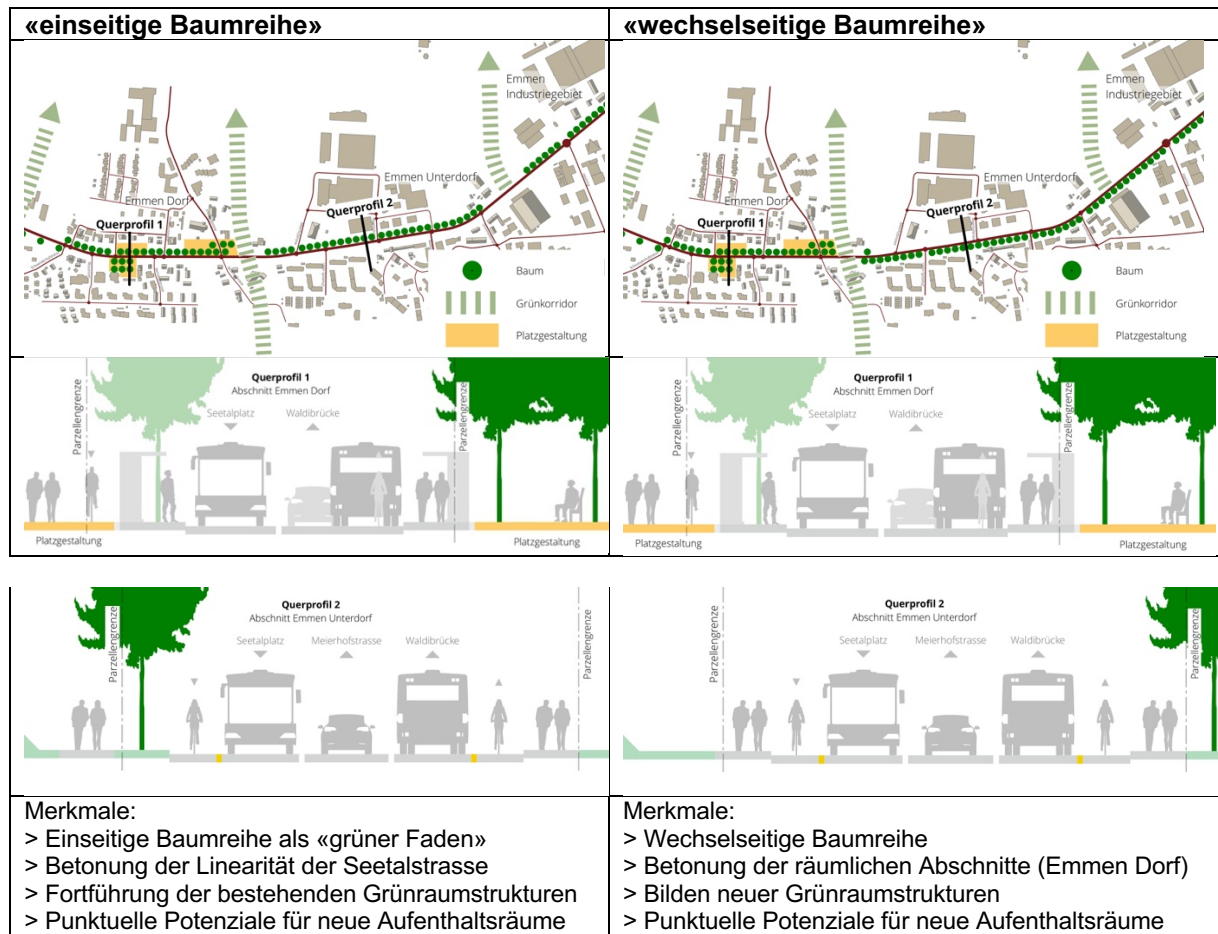 «einseitige Baumreihe»
«wechselseitige Baumreihe»
Emmen
Industriegebiet
Emmen Unterdorf
Emmen Dorf
Querprofil 2
Querprofil 1
Baum
Grünkorridor
Platzgestaltung
Emmen
Industriegebiet
Emmen Unterdorf
Emmen Dorf
Querprofil 2
Querprofil 1
Baum
Grünkorridor
Platzgestaltung
Querprofil 1
Abschnitt Emmen Dorf
Parzellengrenze
Seetalplatz
Waldibrücke
Parzellengrenze
Platzgestaltung
Platzgestaltung
Querprofil 1
Abschnitt Emmen Dorf
Parzellengrenze
Seetalplatz
Waldibrücke
Parzellengrenze
Platzgestaltung
Platzgestaltung
Querprofil 2
Abschnitt Emmen Unterdorf
Parzellengrenze
Seetalplatz
Meierhofstrasse
Waldibrücke
Parzellengrenze
Querprofil 2
Abschnitt Emmen Unterdorf
Parzellengrenze
Seetalplatz
Meierhofstrasse
Waldibrücke
Parzellengrenze
Merkmale:
> Einseitige Baumreihe als «grüner Faden»
> Betonung der Linearität der Seetalstrasse
> Fortführung der bestehenden Grünraumstrukturen
> Punktuelle Potenziale für neue Aufenthaltsräume
Merkmale:
> Wechselseitige Baumreihe
> Betonung der räumlichen Abschnitte (Emmen Dorf)
> Bilden neuer Grünraumstrukturen
> Punktuelle Potenziale für neue Aufenthaltsräume